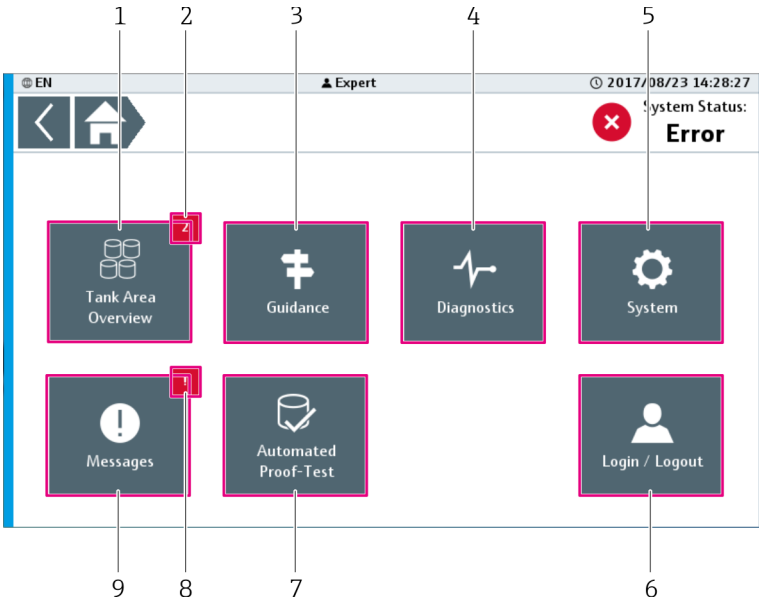 1 2 3 4 5
EN Expert 2017/08/23 14:28:27
System Status:
Error
2
Tank Area
Overview
Guidance
Diagnostics
System
!
Messages
Automated
Proof-Test
Login / Logout
9 8 7 6